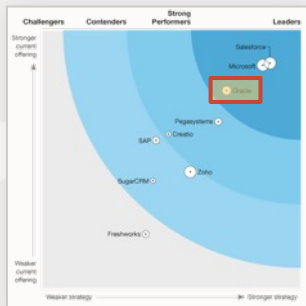 Challengers Contenders Strong Performers Leaders
Stronger current offering
Salesforce
Microsoft
Oracle
Pegasystems
Creatio
SAP
Zoho
SugarCRM
Freshworks
Weaker current offering
Weaker strategy Stronger strategy